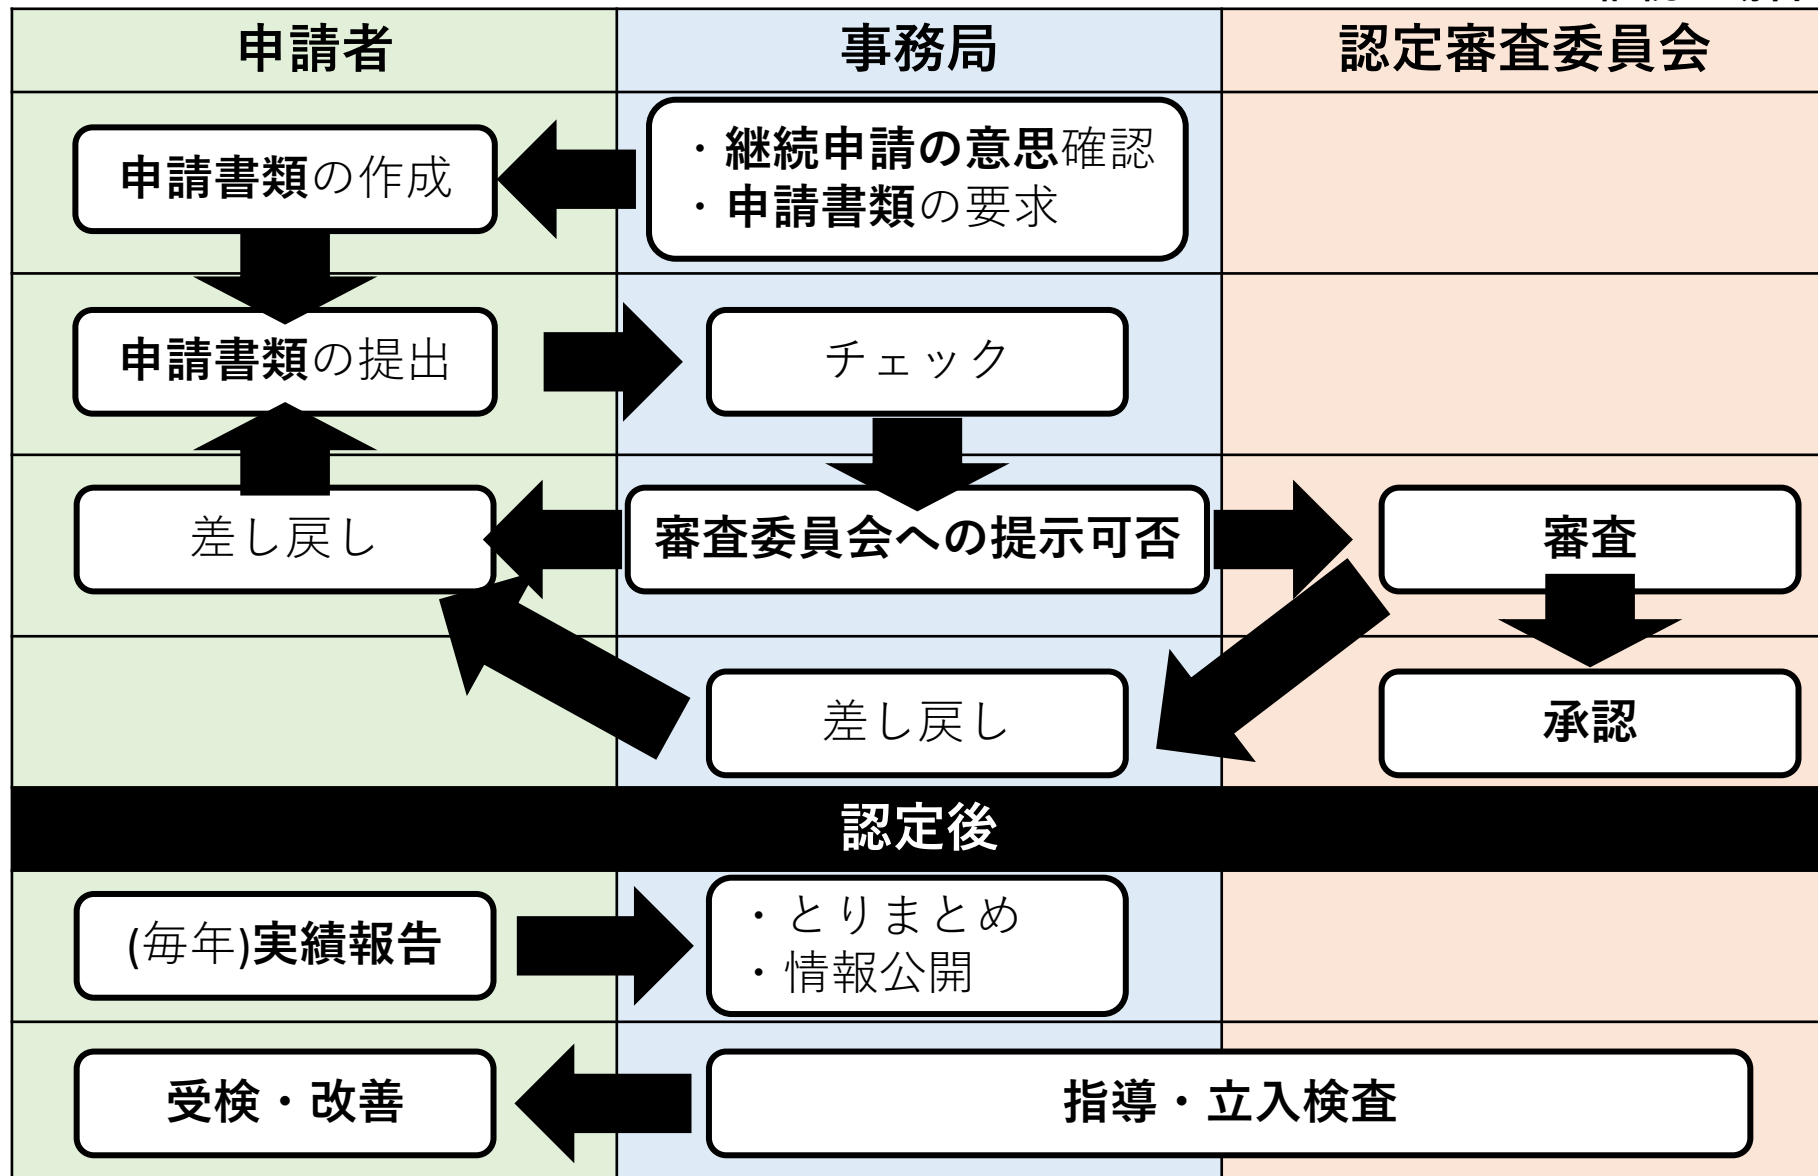 申請者
事務局
認定審査委員会
申請書類の作成
・継続申請の意思確認
・申請書類の要求
申請書類の提出
チェック
差し戻し
審査委員会への提示可否
審査
差し戻し
承認
認定後
(毎年)実績報告
・とりまとめ
・情報公開
受検・改善
指導・立入検査